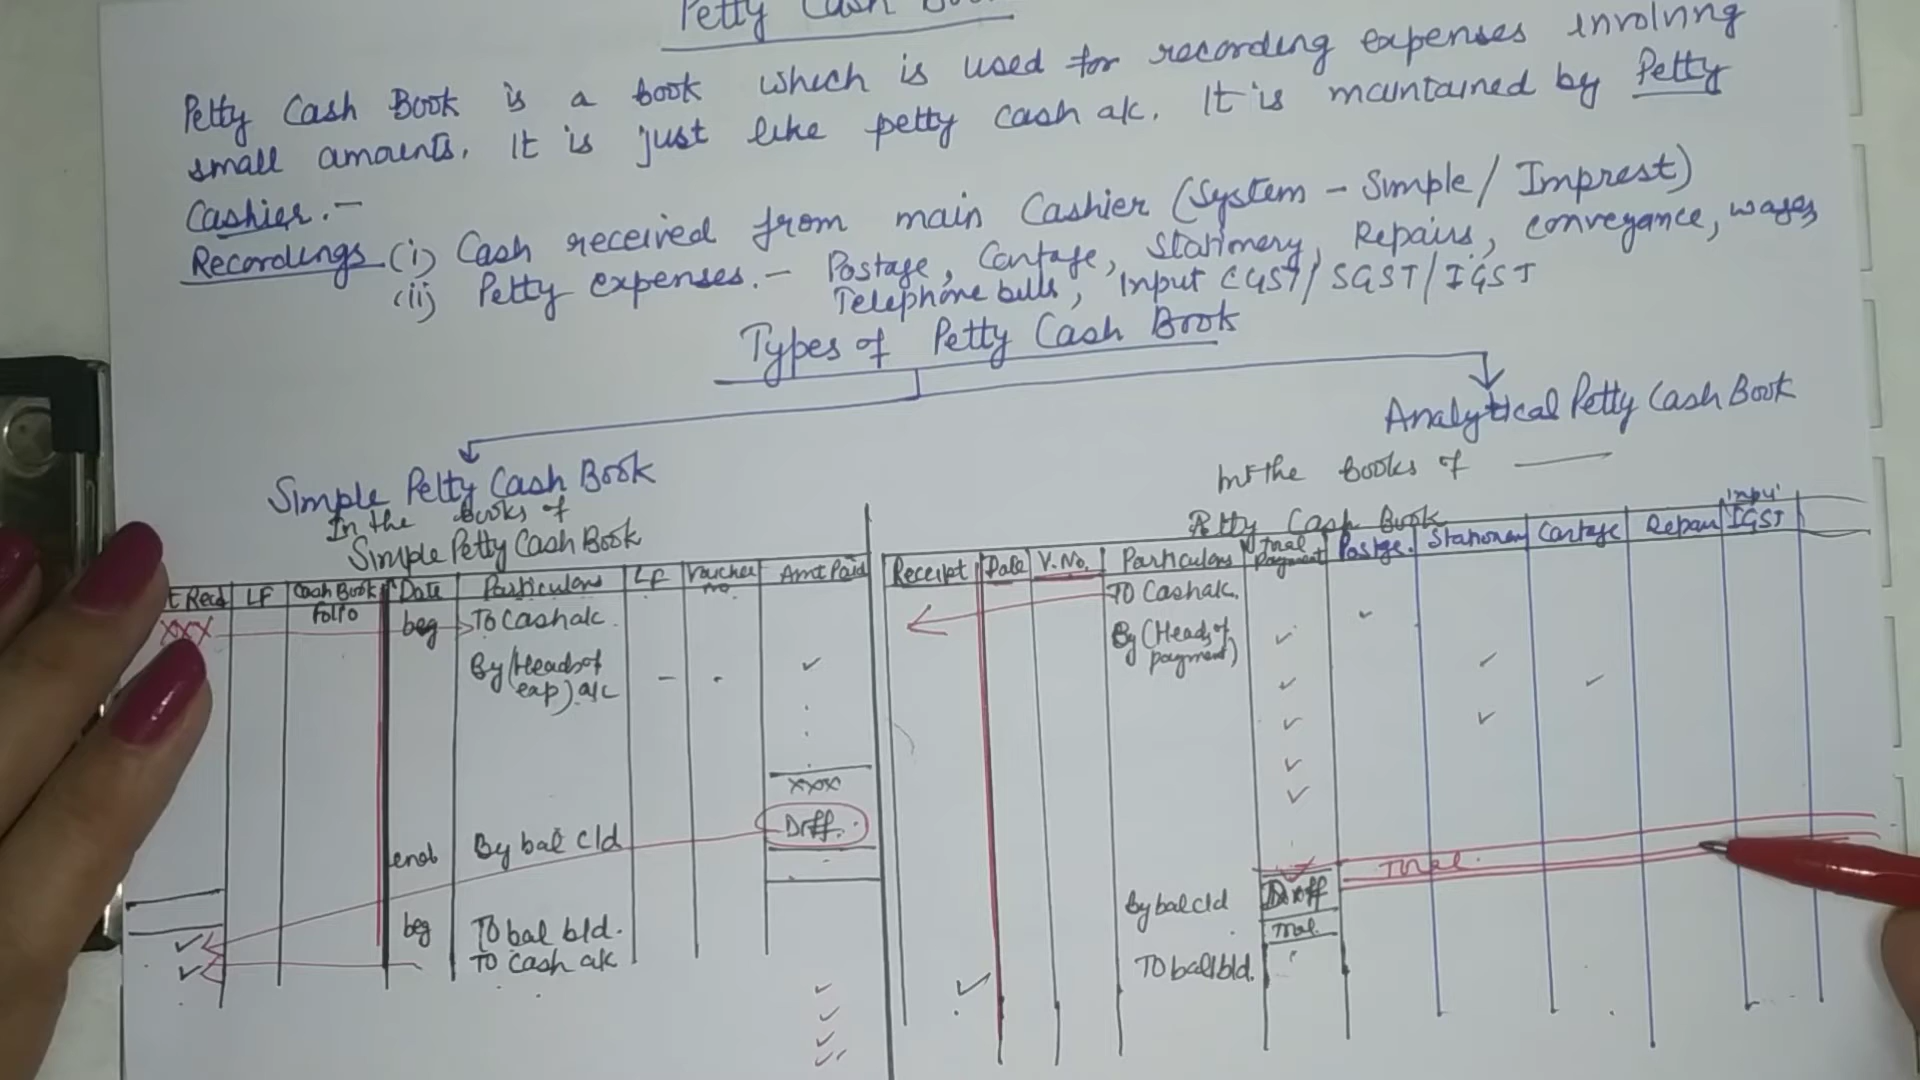 Petty Cash Book
Petty Cash Book is a book which is used for recording expenses involving
small amounts. It is just like petty cash a/c. It is maintained by Petty
Cashier.-
Recordings (i) Cash received from main Cashier (System - Simple/ Imprest)
(ii) Petty expenses. - Postage, Cartage, Stationery, Repairs, conveyance, wages,
Telephone bills, Input CGST/SGST/IGST
Types of Petty Cash Book
Analytical Petty Cash Book
Simple Petty Cash Book
In the books of
Simple Petty Cash Book
In the books of
Petty Cash Book
t Recd LF Cash Book Folio Date Particulars LF Voucher no. Amt Paid
xxx beg To Cash a/c.
By (Heads of exp) a/c - .
xxx
Diff.
end By bal c/d
beg To bal b/d.
To cash a/c
Receipt Date V.No. Particulars Total Payment Postge. Stationery Cartage Repair IGST
To Cash a/c.
By (Heads of payment)
Total
By bal c/d Diff
To bal b/d.